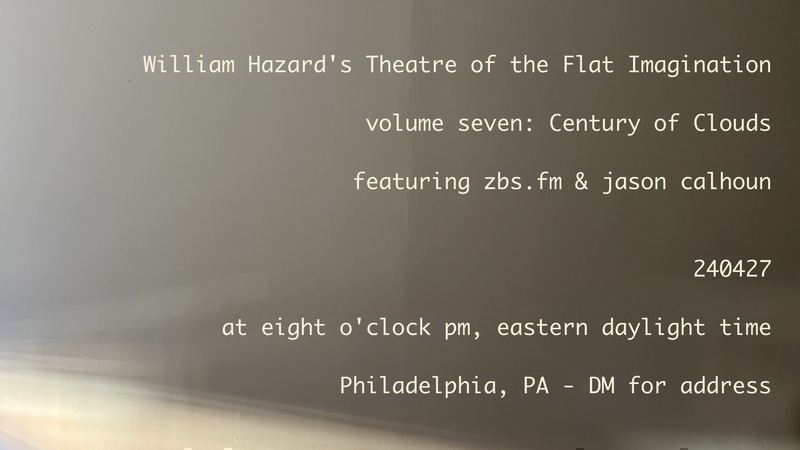 William Hazard's Theatre of the Flat Imagination
volume seven: Century of Clouds
featuring zbs.fm & jason calhoun
240427
at eight o'clock pm, eastern daylight time
Philadelphia, PA - DM for address